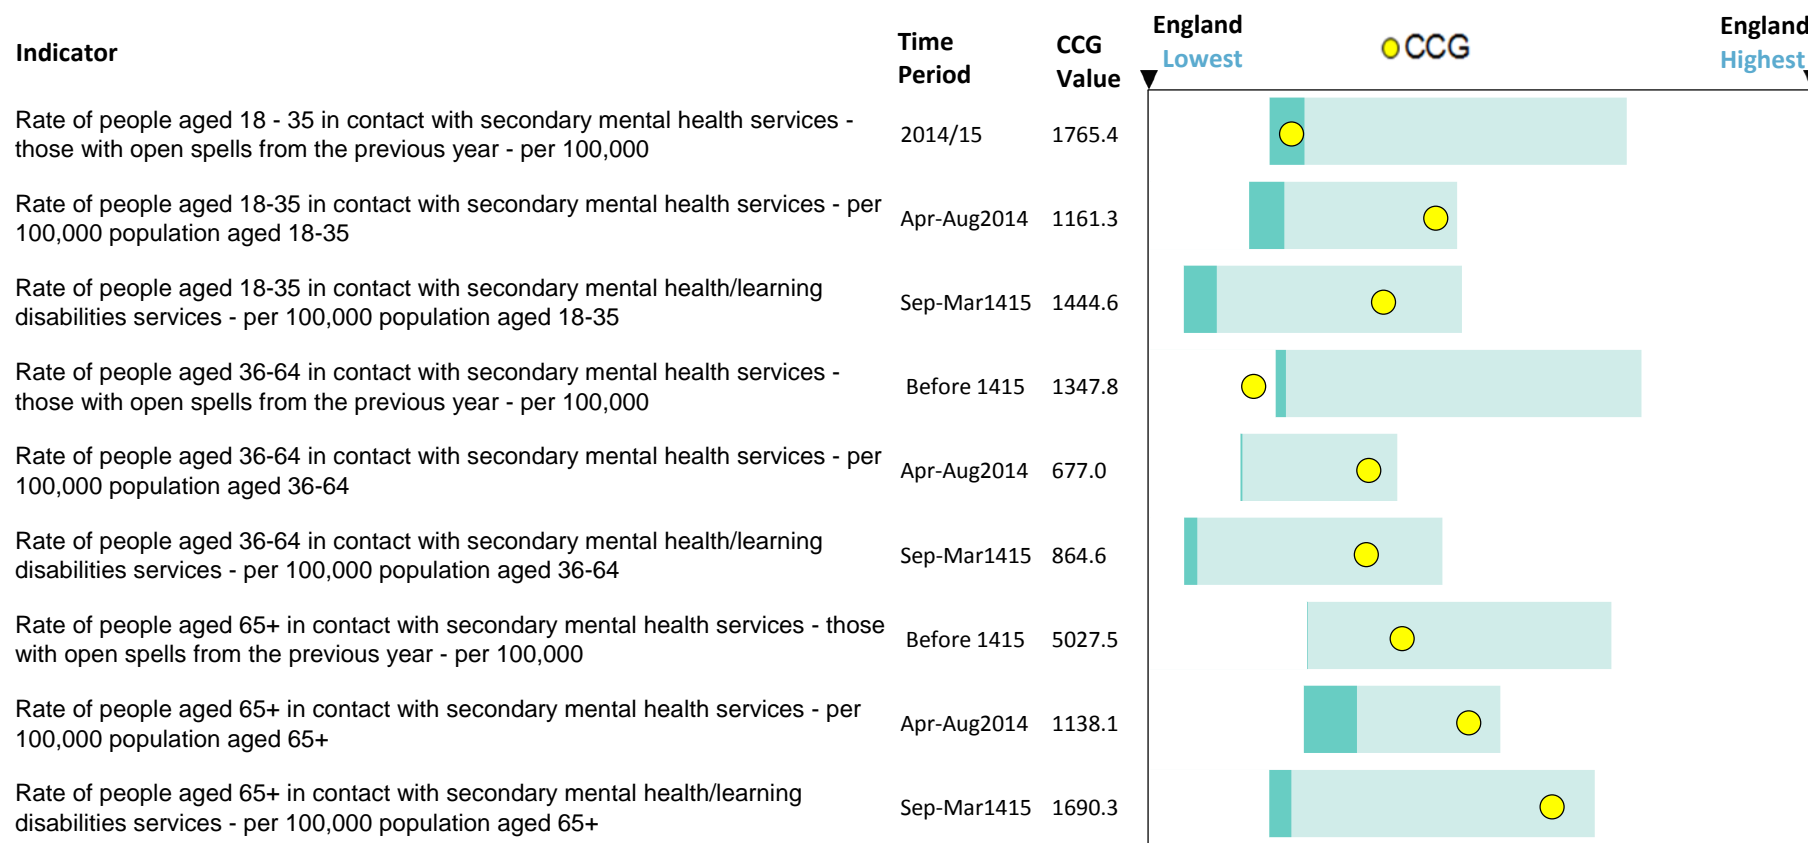 Indicator
Time
Period
CCG
Value
England
Lowest
CCG
England
Highest
Rate of people aged 18 - 35 in contact with secondary mental health services -
those with open spells from the previous year - per 100,000
2014/15
1765.4
Rate of people aged 18-35 in contact with secondary mental health services - per
100,000 population aged 18-35
Apr-Aug2014
1161.3
Rate of people aged 18-35 in contact with secondary mental health/learning
disabilities services - per 100,000 population aged 18-35
Sep-Mar1415
1444.6
Rate of people aged 36-64 in contact with secondary mental health services -
those with open spells from the previous year - per 100,000
Before 1415
1347.8
Rate of people aged 36-64 in contact with secondary mental health services - per
100,000 population aged 36-64
Apr-Aug2014
677.0
Rate of people aged 36-64 in contact with secondary mental health/learning
disabilities services - per 100,000 population aged 36-64
Sep-Mar1415
864.6
Rate of people aged 65+ in contact with secondary mental health services - those
with open spells from the previous year - per 100,000
Before 1415
5027.5
Rate of people aged 65+ in contact with secondary mental health services - per
100,000 population aged 65+
Apr-Aug2014
1138.1
Rate of people aged 65+ in contact with secondary mental health/learning
disabilities services - per 100,000 population aged 65+
Sep-Mar1415
1690.3